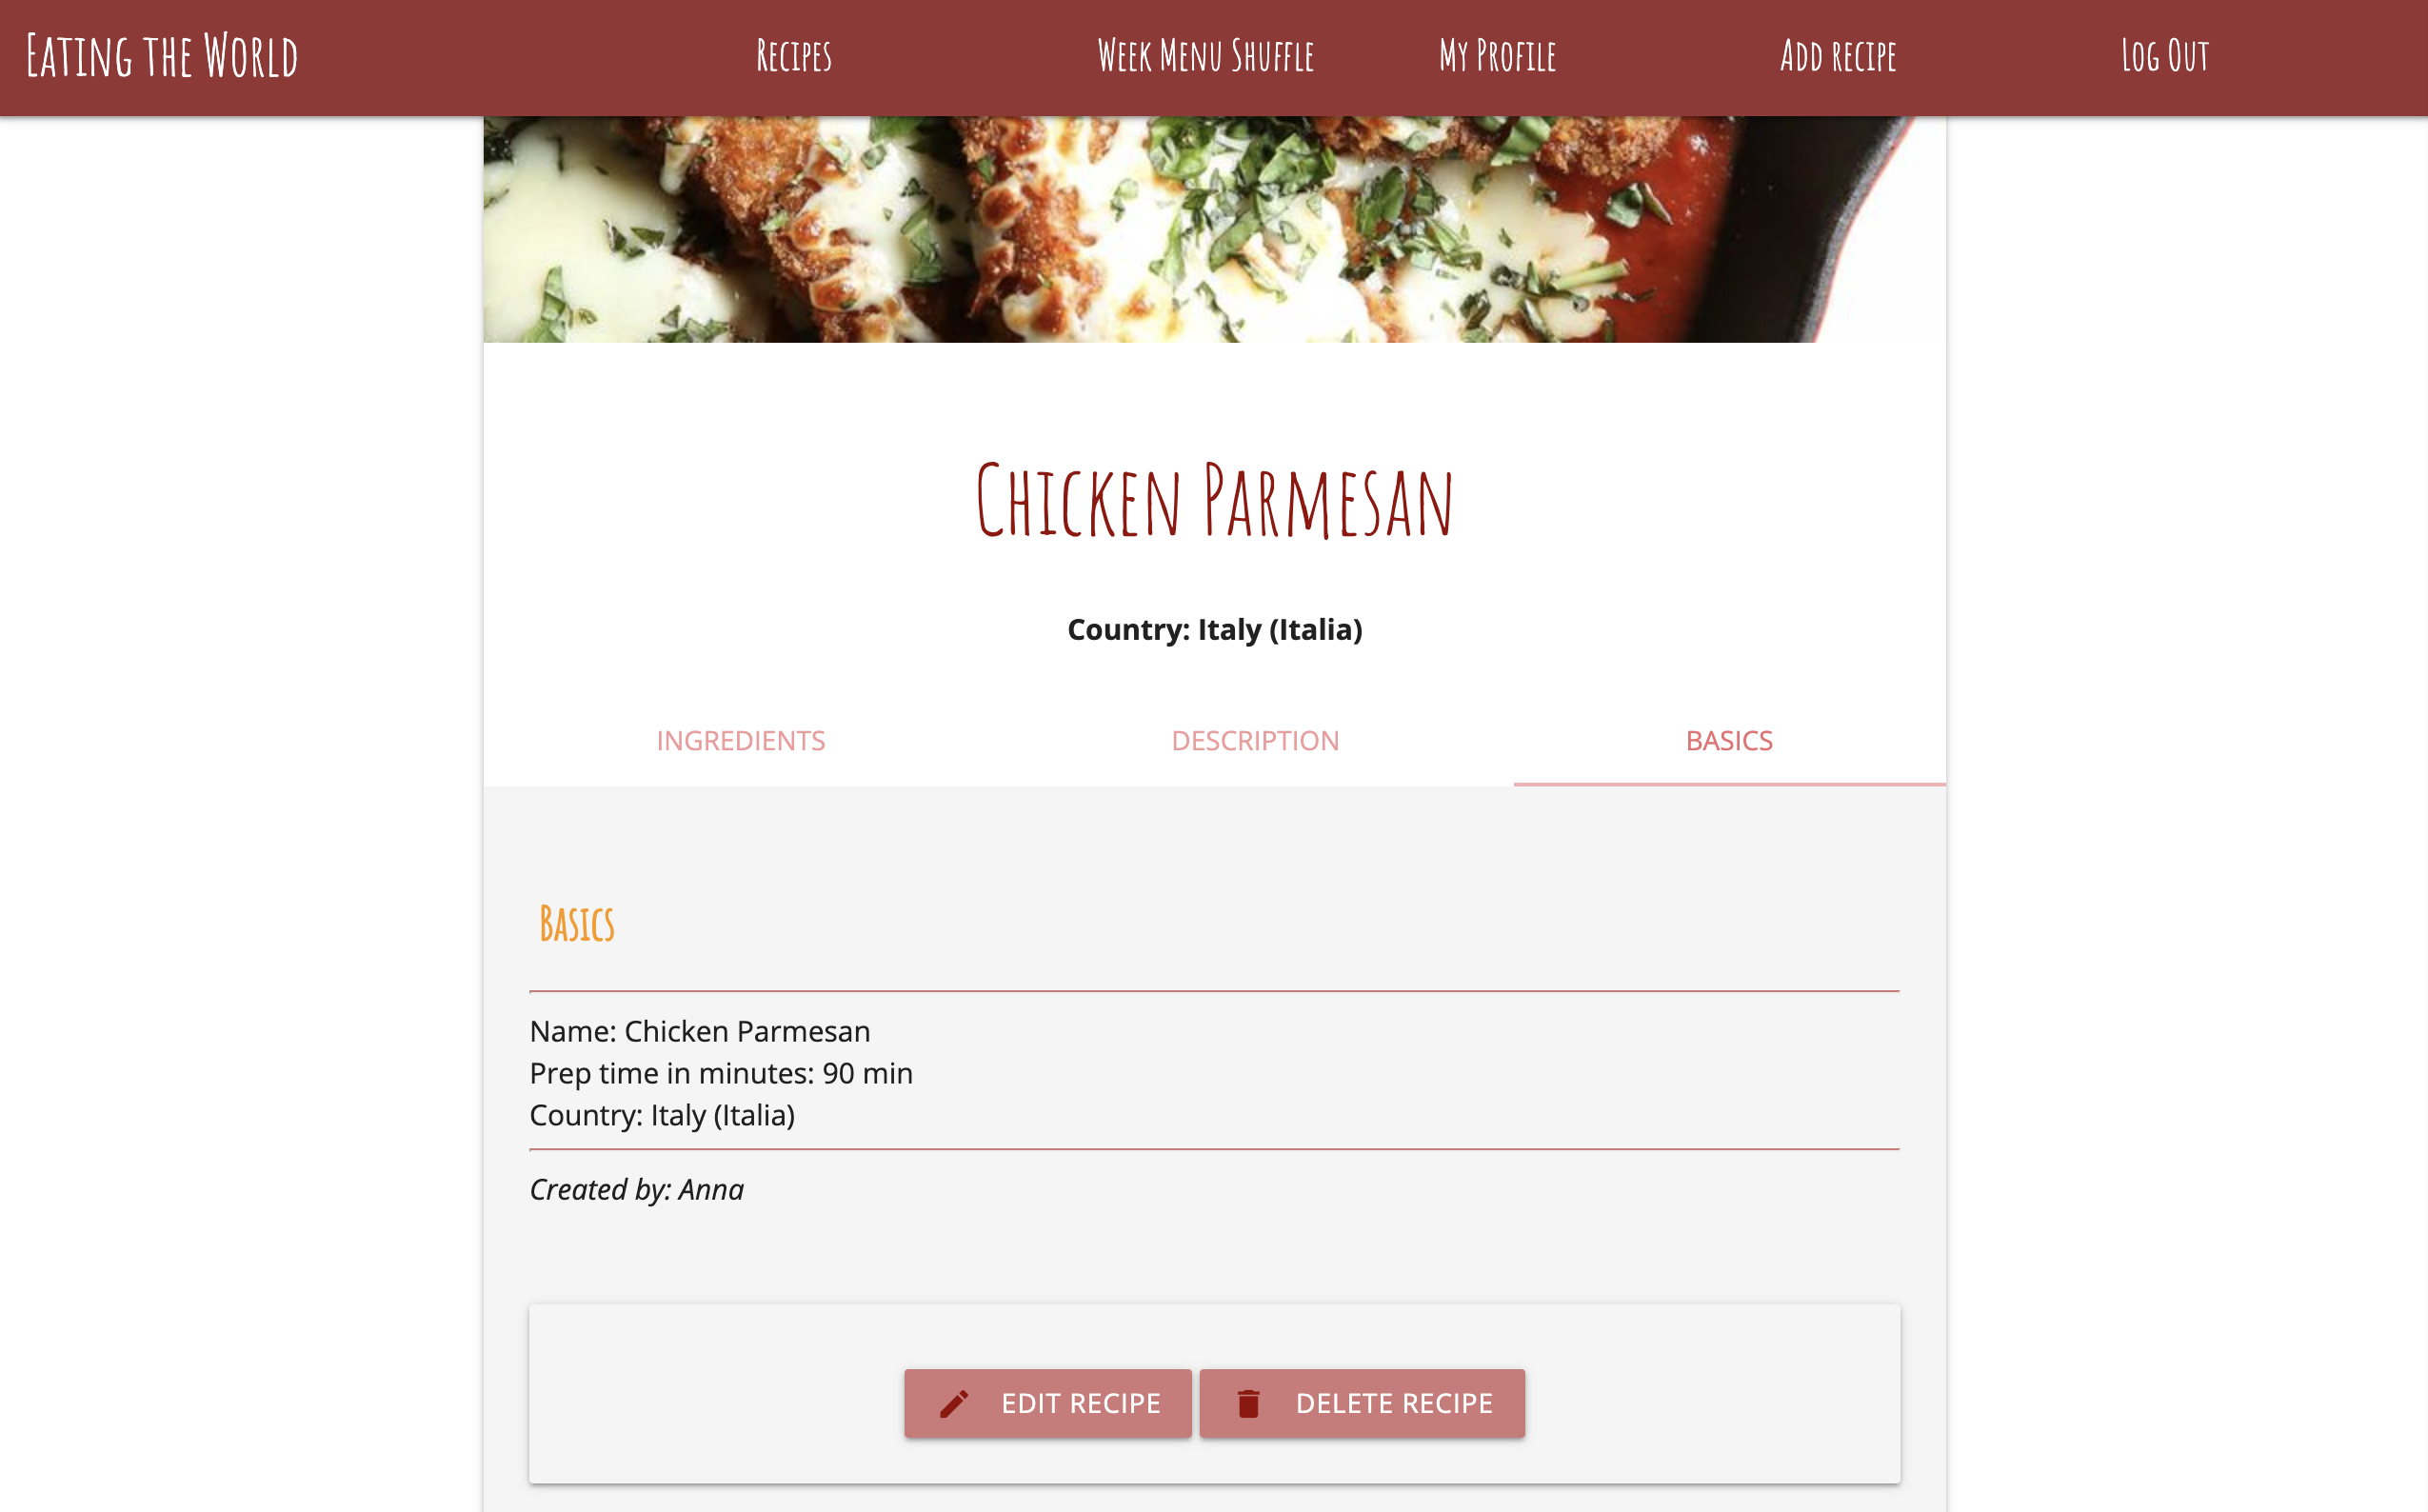 Eating the World Recipes Week Menu Shuffle My Profile Add recipe Log Out
Chicken Parmesan
Country: Italy (Italia)
INGREDIENTS DESCRIPTION BASICS
Basics
Name: Chicken Parmesan
Prep time in minutes: 90 min
Country: Italy (Italia)
Created by: Anna
EDIT RECIPE DELETE RECIPE